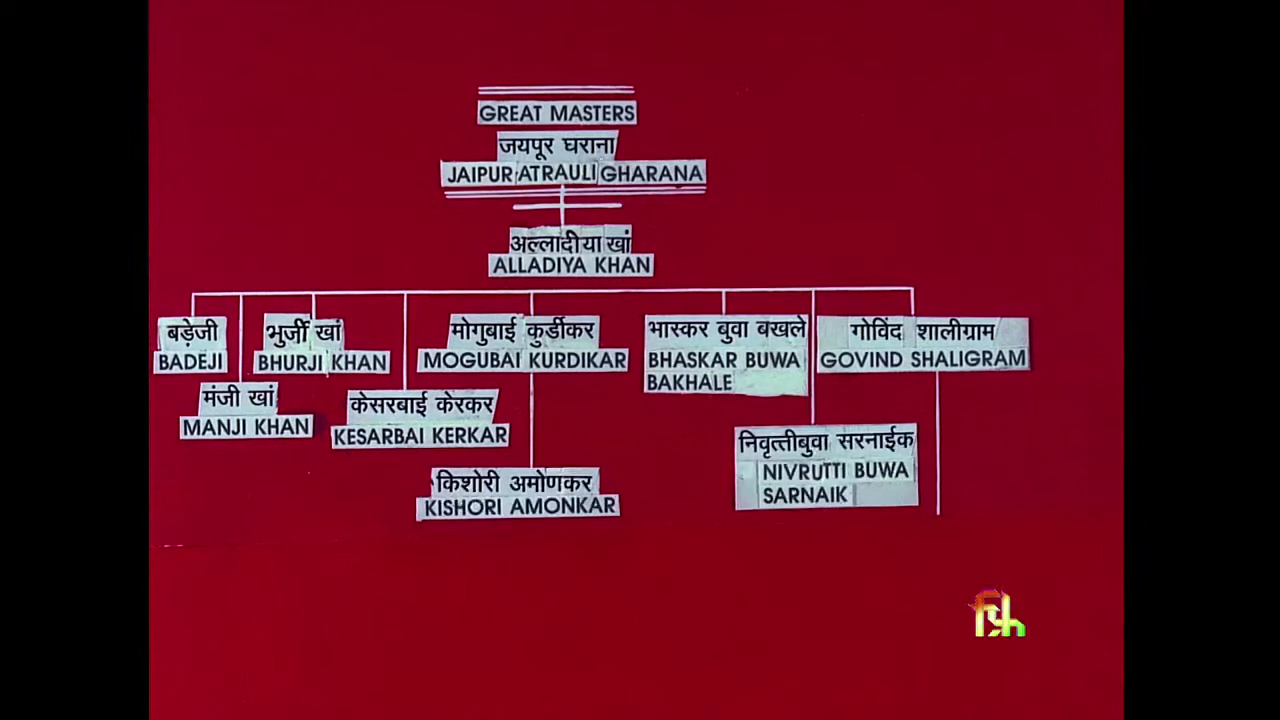 GREAT MASTERS
जयपूर घराना
JAIPUR ATRAULI GHARANA
अल्लादीया खां
ALLADIYA KHAN
बड़ेजी
BADEJI
भुर्जी खां
BHURJI KHAN
मोगुबाई कुर्डीकर
MOGUBAI KURDIKAR
भास्कर बुवा बखले
BHASKAR BUWA
BAKHALE
गोविंद शालीग्राम
GOVIND SHALIGRAM
मंजी खां
MANJI KHAN
केसरबाई केरकर
KESARBAI KERKAR
निवृत्तीबुवा सरनाईक
NIVRUTTI BUWA
SARNAIK
किशोरी अमोणकर
KISHORI AMONKAR